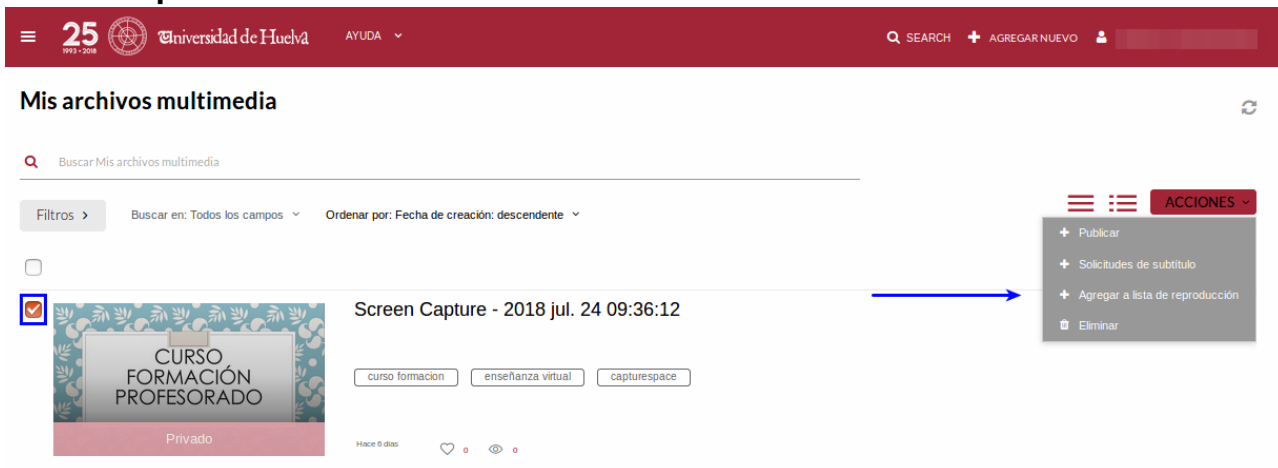 25
1993 - 2018
Universidad de Huelva
AYUDA
SEARCH
AGREGAR NUEVO
Mis archivos multimedia
Buscar Mis archivos multimedia
Filtros
Buscar en: Todos los campos
Ordenar por: Fecha de creación: descendente
ACCIONES
Publicar
Solicitudes de subtítulo
Agregar a lista de reproducción
Eliminar
Screen Capture - 2018 jul. 24 09:36:12
CURSO
FORMACIÓN
PROFESORADO
Privado
curso formacion
enseñanza virtual
capturespace
Hace 6 días
0
0